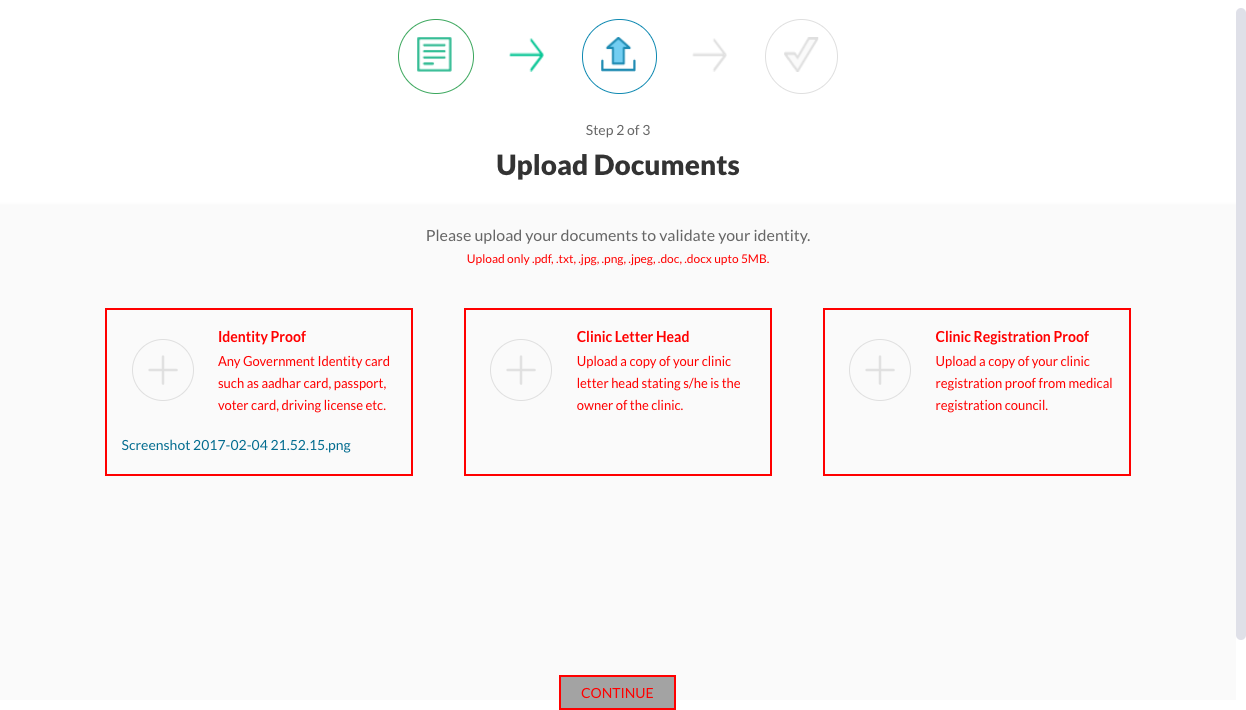 Step 2 of 3
Upload Documents
Please upload your documents to validate your identity.
Upload only .pdf, .txt, .jpg, .png, .jpeg, .doc, .docx upto 5MB.
Identity Proof
Any Government Identity card
such as aadhar card, passport,
voter card, driving license etc.
Screenshot 2017-02-04 21.52.15.png
Clinic Letter Head
Upload a copy of your clinic
letter head stating s/he is the
owner of the clinic.
Clinic Registration Proof
Upload a copy of your clinic
registration proof from medical
registration council.
CONTINUE